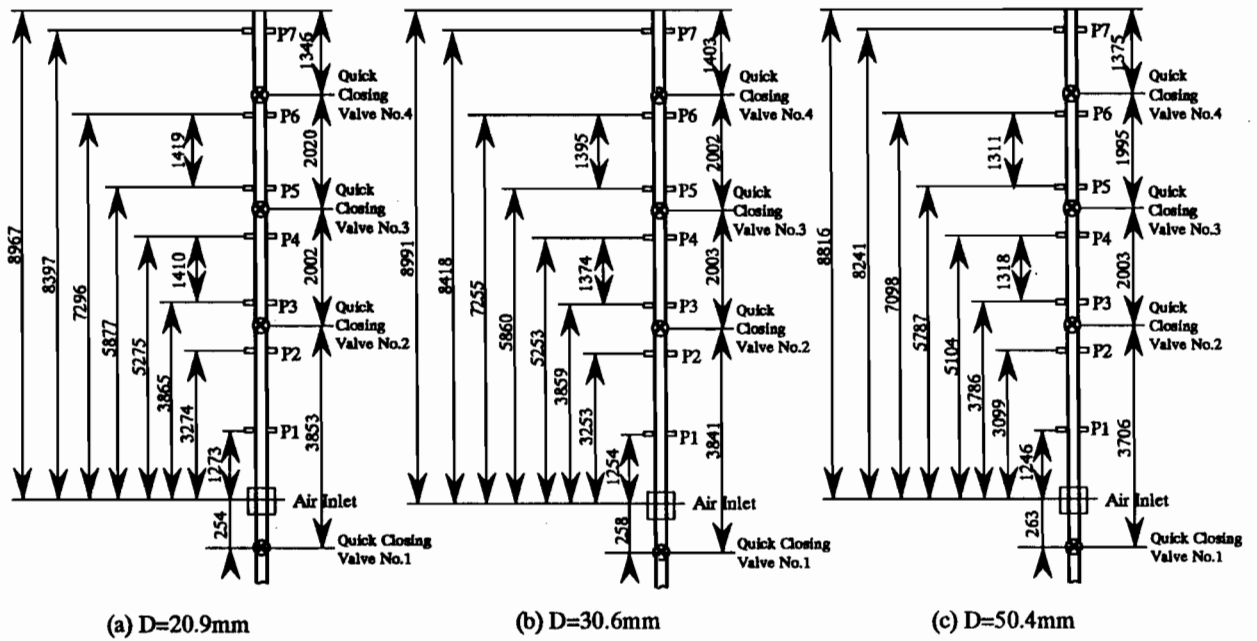 P7
1346
Quick
Closing
Valve No.4
P6
1419
2020
P5
Quick
Closing
Valve No.3
P4
1410
2002
P3
Quick
Closing
Valve No.2
P2
8967
8397
7296
5877
5275
3865
3274
3853
P1
1273
Air Inlet
254
Quick Closing
Valve No.1
(a) D=20.9mm
P7
1403
Quick
Closing
Valve No.4
P6
1395
2002
P5
Quick
Closing
Valve No.3
P4
1374
2003
P3
Quick
Closing
Valve No.2
P2
8991
8418
7255
5860
5253
3859
3253
3841
P1
1254
Air Inlet
258
Quick Closing
Valve No.1
(b) D=30.6mm
P7
1375
Quick
Closing
Valve No.4
P6
1311
1995
P5
Quick
Closing
Valve No.3
P4
1318
2003
P3
Quick
Closing
Valve No.2
P2
8816
8241
7098
5787
5104
3786
3099
3706
P1
1246
Air Inlet
263
Quick Closing
Valve No.1
(c) D=50.4mm